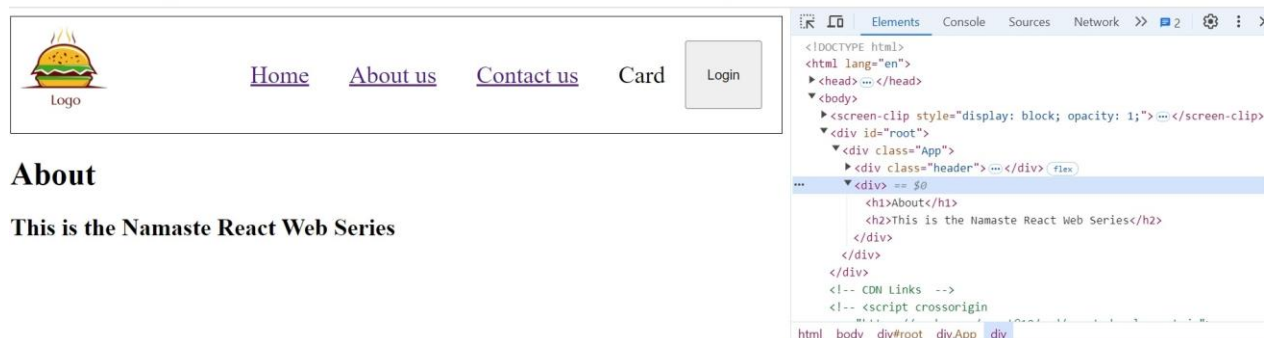 Logo
Home About us Contact us Card Login
About
This is the Namaste React Web Series
Elements Console Sources Network >> 2
<!DOCTYPE html>
<html lang="en">
<head> ... </head>
<body>
<screen-clip style="display: block; opacity: 1;"> ... </screen-clip>
<div id="root">
<div class="App">
<div class="header"> ... </div> flex
... <div> == $0
<h1>About</h1>
<h2>This is the Namaste React Web Series</h2>
</div>
</div>
</div>
<!-- CDN Links -->
<!-- <script crossorigin
html body div#root div.App div